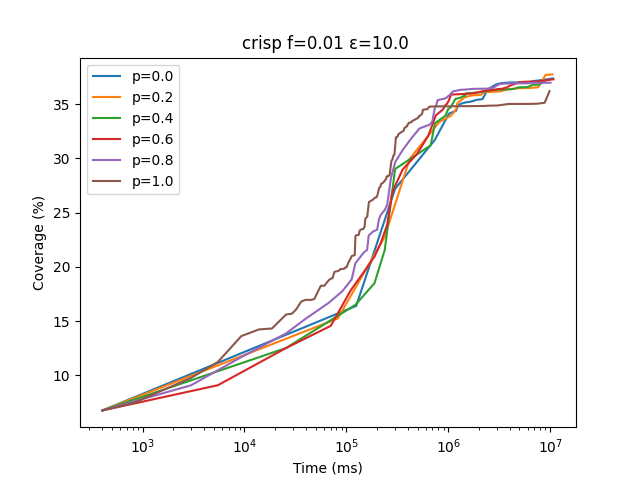 crisp f=0.01 ε=10.0
p=0.0
p=0.2
p=0.4
p=0.6
p=0.8
p=1.0
Coverage (%)
35
30
25
20
15
10
10³ 10⁴ 10⁵ 10⁶ 10⁷
Time (ms)